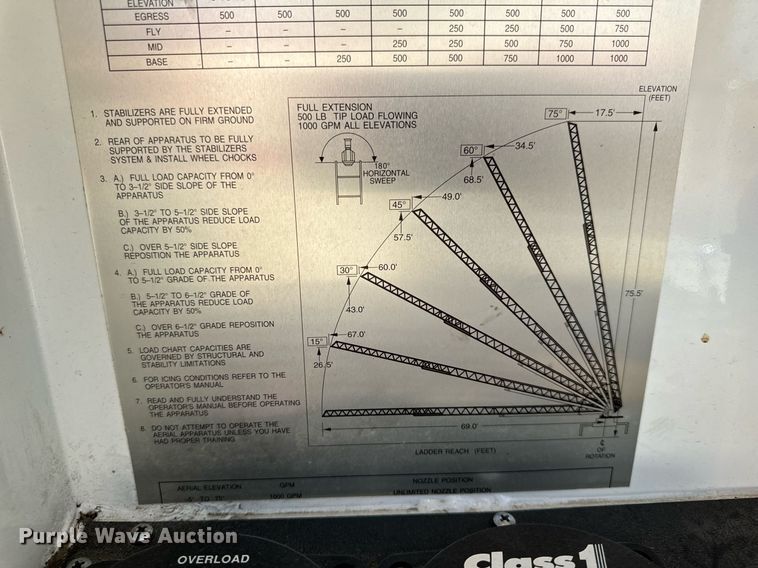 ELEVATION
EGRESS 500 500 500 500 500 500 500
FLY – – – – 250 250 500 750
MID – – – 250 250 500 750 1000
BASE – – 250 500 500 750 1000 1000
1. STABILIZERS ARE FULLY EXTENDED
AND SUPPORTED ON FIRM GROUND
2. REAR OF APPARATUS TO BE FULLY
SUPPORTED BY THE STABILIZERS
SYSTEM & INSTALL WHEEL CHOCKS
3. A.) FULL LOAD CAPACITY FROM 0°
TO 3-1/2° SIDE SLOPE OF THE
APPARATUS
B.) 3-1/2° TO 5-1/2° SIDE SLOPE
OF THE APPARATUS REDUCE LOAD
CAPACITY BY 50%
C.) OVER 5-1/2° SIDE SLOPE
REPOSITION THE APPARATUS
4. A.) FULL LOAD CAPACITY FROM 0°
TO 5-1/2° GRADE OF THE APPARATUS
B.) 5-1/2° TO 6-1/2° GRADE OF
THE APPARATUS REDUCE LOAD
CAPACITY BY 50%
C.) OVER 6-1/2° GRADE REPOSITION
THE APPARATUS
5. LOAD CHART CAPACITIES ARE
GOVERNED BY STRUCTURAL AND
STABILITY LIMITATIONS
6. FOR ICING CONDITIONS REFER TO THE
OPERATOR'S MANUAL
7. READ AND FULLY UNDERSTAND THE
OPERATOR'S MANUAL BEFORE OPERATING
THE APPARATUS
8. DO NOT ATTEMPT TO OPERATE THE
AERIAL APPARATUS UNLESS YOU HAVE
HAD PROPER TRAINING
FULL EXTENSION
500 LB TIP LOAD FLOWING
1000 GPM ALL ELEVATIONS
180°
HORIZONTAL
SWEEP
ELEVATION
(FEET)
75° 17.5'
60° 34.5'
68.5'
45° 49.0'
57.5'
30° 60.0'
43.0'
75.5'
15° 67.0'
26.5'
69.0'
LADDER REACH (FEET)
℄
OF
ROTATION
AERIAL ELEVATION GPM NOZZLE POSITION
-5° TO 75° 1000 GPM UNLIMITED NOZZLE POSITION
Purple Wave Auction
OVERLOAD
Class 1